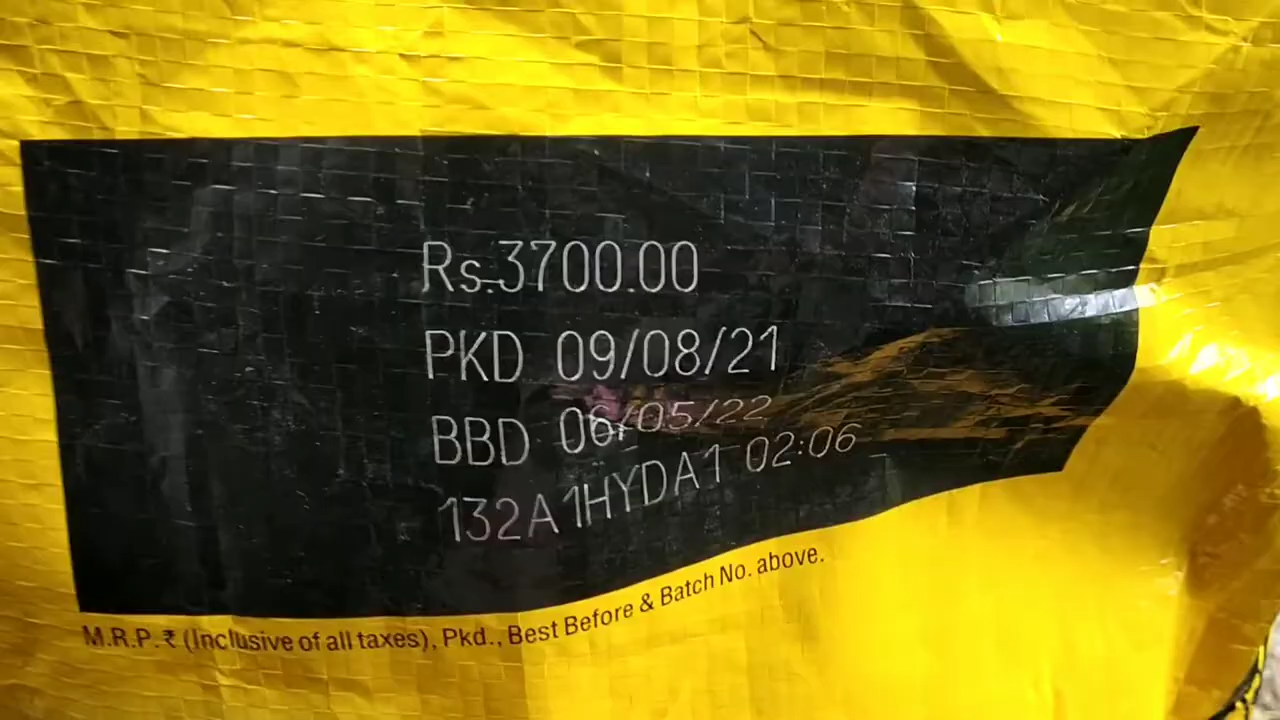 Rs.3700.00
PKD 09/08/21
BBD 06/05/22
132A1HYDA1 02:06
M.R.P.₹ (Inclusive of all taxes), Pkd., Best Before & Batch No. above.